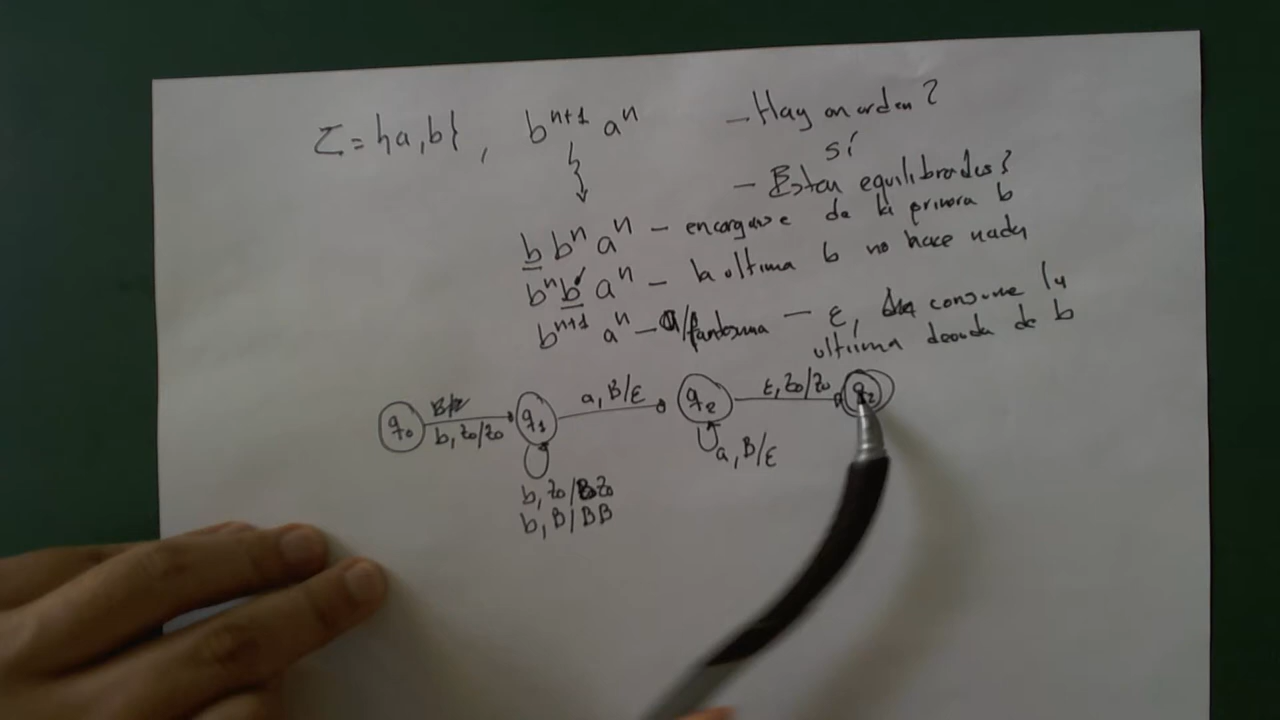 Σ = {a, b}, b^{n+1} a^n
- Hay un orden?
sí
- Estan equilibrados?
b b^n a^n - encargarse de la primera b
b^n b a^n - la ultima b no hace nada
b^{n+1} a^n - a/fantasma - ε, consume la
ultima deuda de b
q0 b, z0/z0 q1 a, B/ε q2 ε, z0/z0
a, B/ε
b, z0/Bz0
b, B/BB